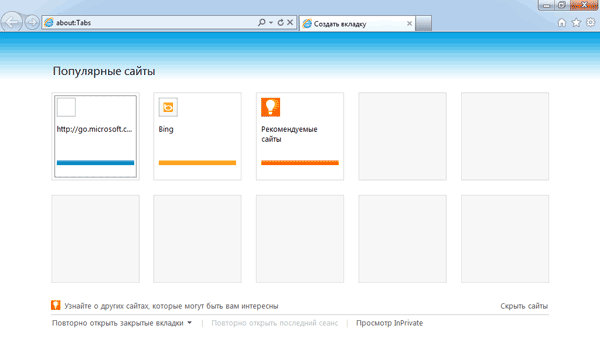 about:Tabs
Создать вкладку
Популярные сайты
http://go.microsoft.c...
Bing
Рекомендуемые
сайты
Узнайте о других сайтах, которые могут быть вам интересны
Скрыть сайты
Повторно открыть закрытые вкладки
Повторно открыть последний сеанс
Просмотр InPrivate